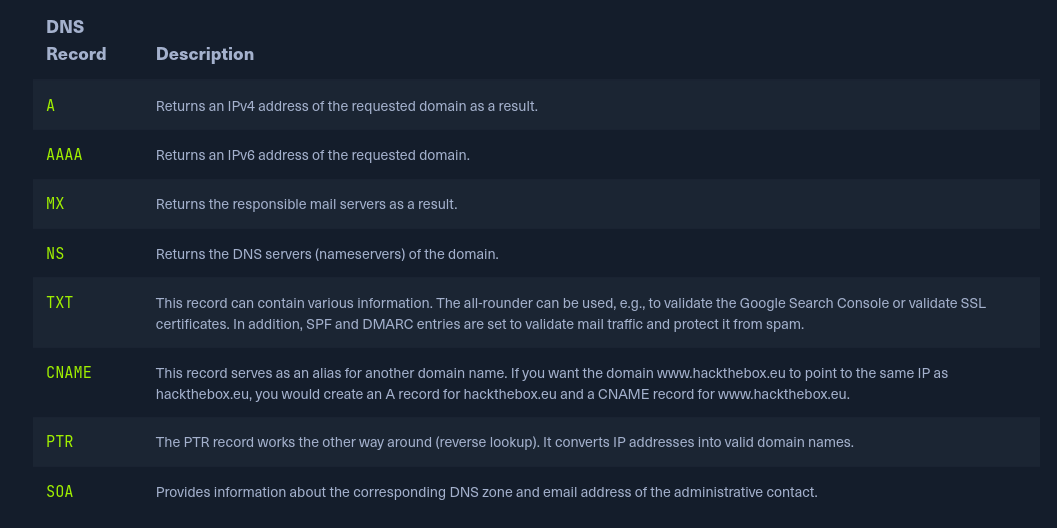 DNS
Record Description
A Returns an IPv4 address of the requested domain as a result.
AAAA Returns an IPv6 address of the requested domain.
MX Returns the responsible mail servers as a result.
NS Returns the DNS servers (nameservers) of the domain.
TXT This record can contain various information. The all-rounder can be used, e.g., to validate the Google Search Console or validate SSL
certificates. In addition, SPF and DMARC entries are set to validate mail traffic and protect it from spam.
CNAME This record serves as an alias for another domain name. If you want the domain www.hackthebox.eu to point to the same IP as
hackthebox.eu, you would create an A record for hackthebox.eu and a CNAME record for www.hackthebox.eu.
PTR The PTR record works the other way around (reverse lookup). It converts IP addresses into valid domain names.
SOA Provides information about the corresponding DNS zone and email address of the administrative contact.